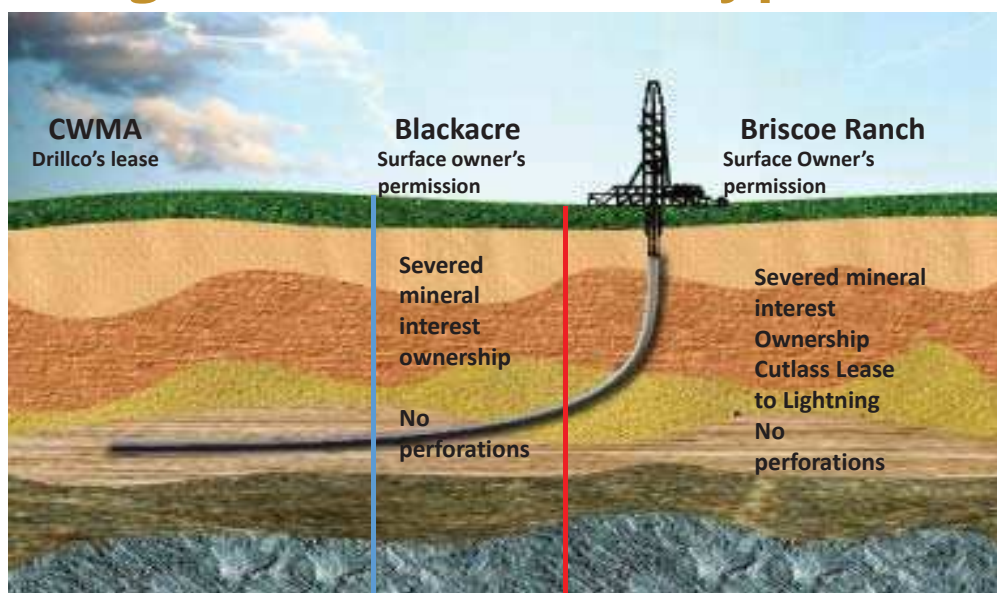 CWMA
Drillco's lease
Blackacre
Surface owner's
permission
Briscoe Ranch
Surface Owner's
permission
Severed
mineral
interest
ownership
No
perforations
Severed mineral
interest
Ownership
Cutlass Lease
to Lightning
No
perforations